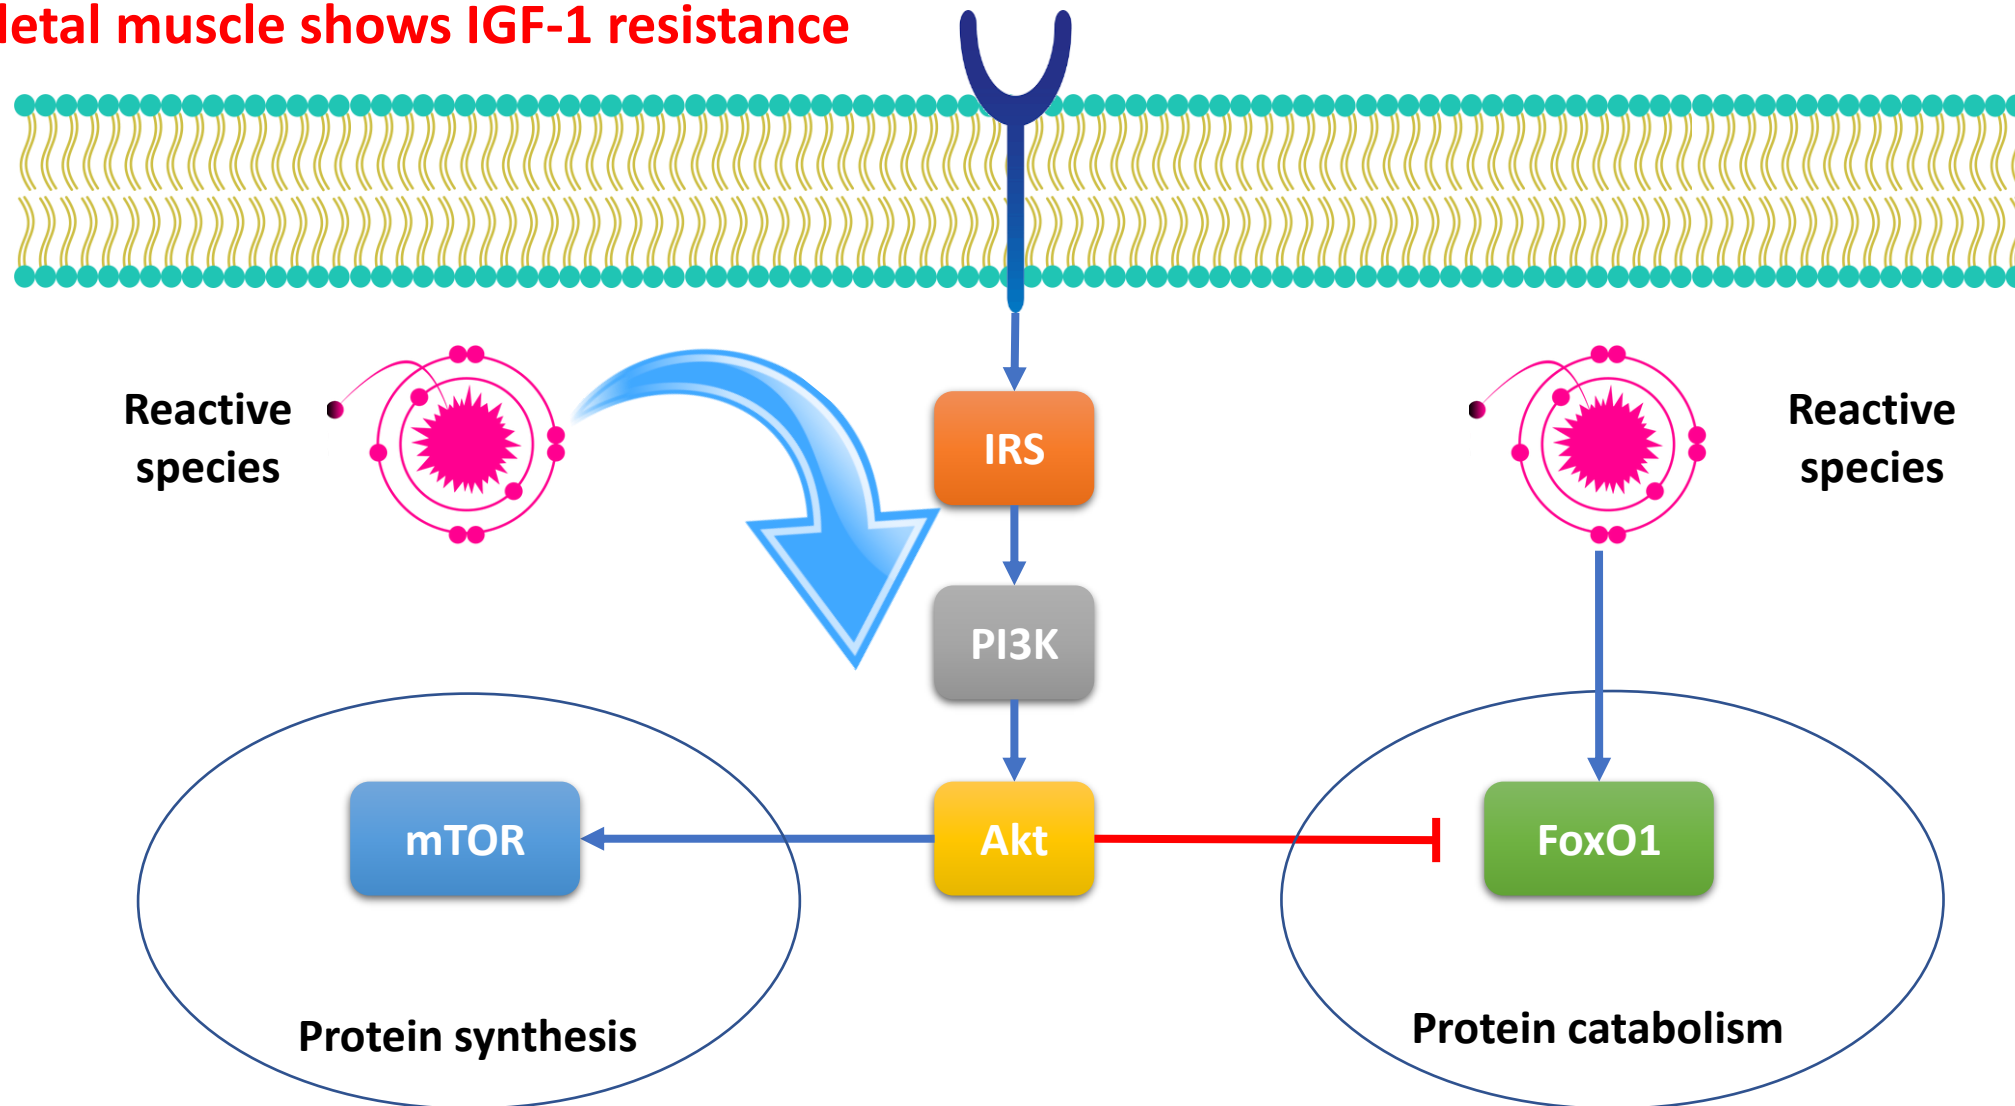 letal muscle shows IGF-1 resistance
Reactive
species
IRS
Reactive
species
PI3K
mTOR
Akt
FoxO1
Protein synthesis
Protein catabolism